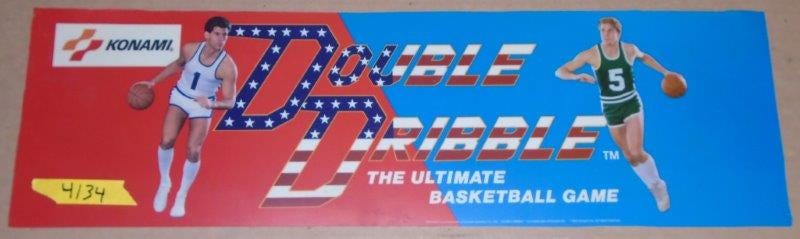 KONAMI
1
DOUBLE
5
DRIBBLE TM
THE ULTIMATE
BASKETBALL GAME
4134